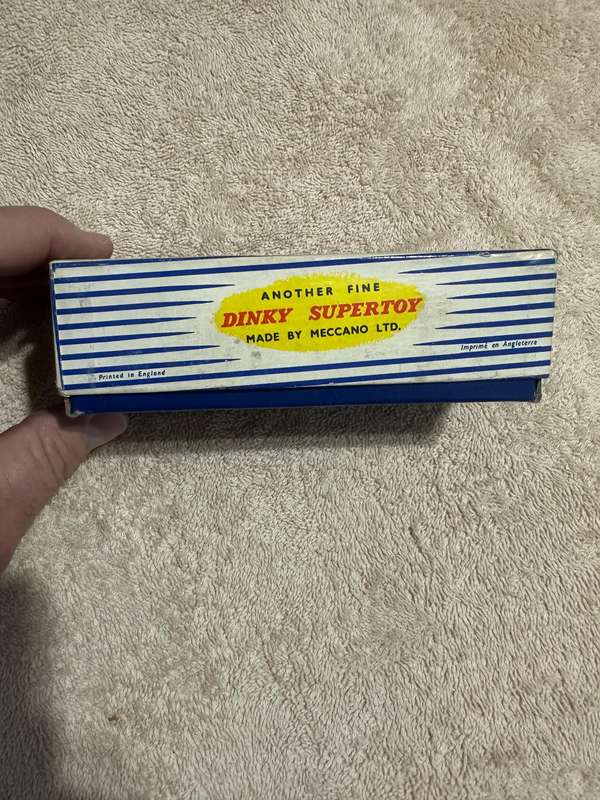 ANOTHER FINE
DINKY SUPERTOY
MADE BY MECCANO LTD.
Imprimé en Angleterre
Printed in England